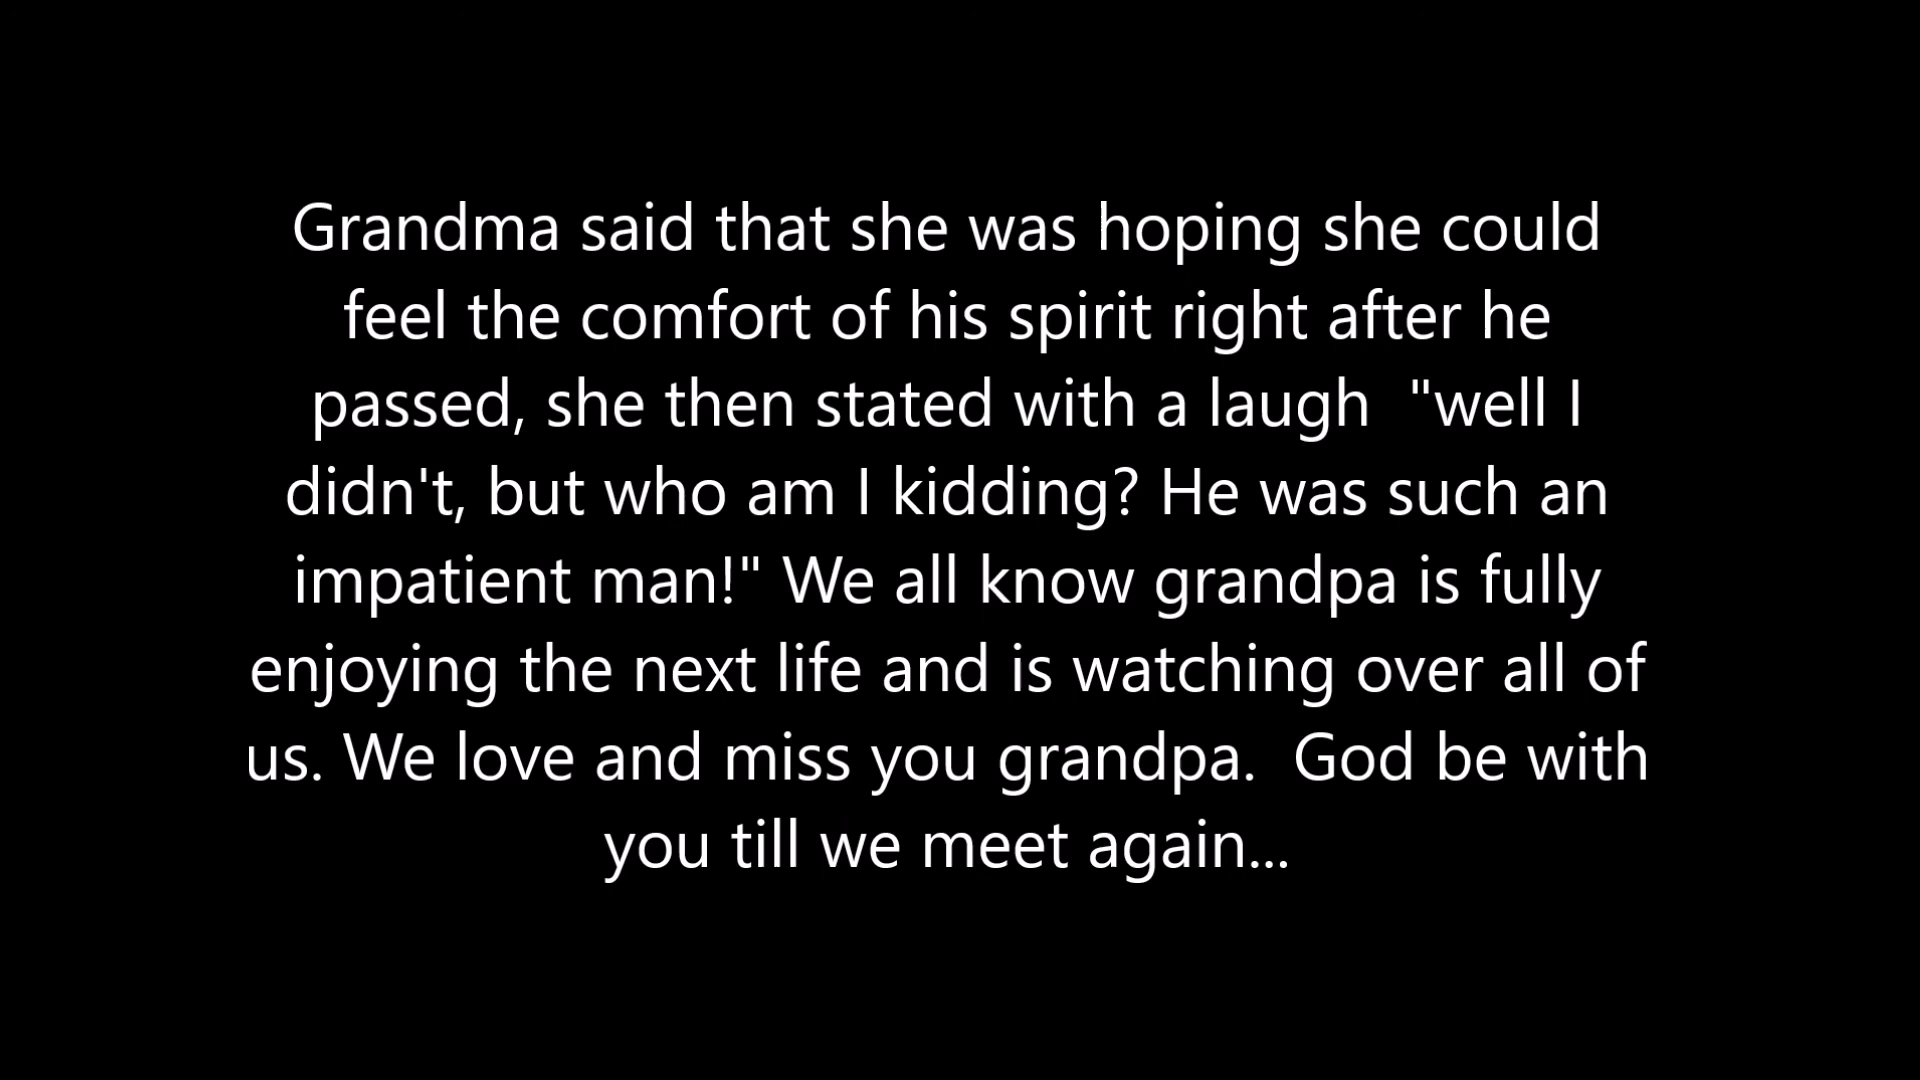 Grandma said that she was hoping she could
feel the comfort of his spirit right after he
passed, she then stated with a laugh  "well I
didn't, but who am I kidding? He was such an
impatient man!" We all know grandpa is fully
enjoying the next life and is watching over all of
us. We love and miss you grandpa.  God be with
you till we meet again...